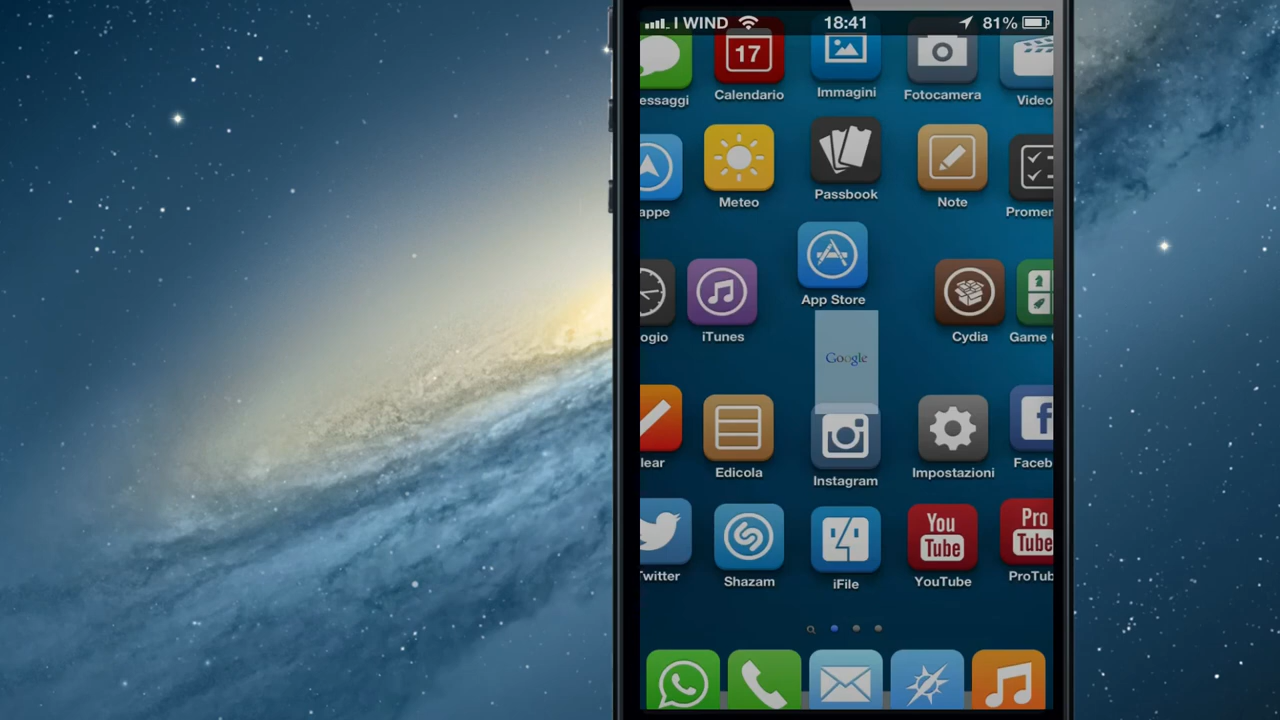 I WIND 18:41 81%
17
essaggi Calendario Immagini Fotocamera Video
appe Meteo Passbook Note Promer
App Store
ogio iTunes Cydia Game
Google
lear Edicola Instagram Impostazioni Faceb
You Tube
Pro Tube
Twitter Shazam iFile YouTube ProTub